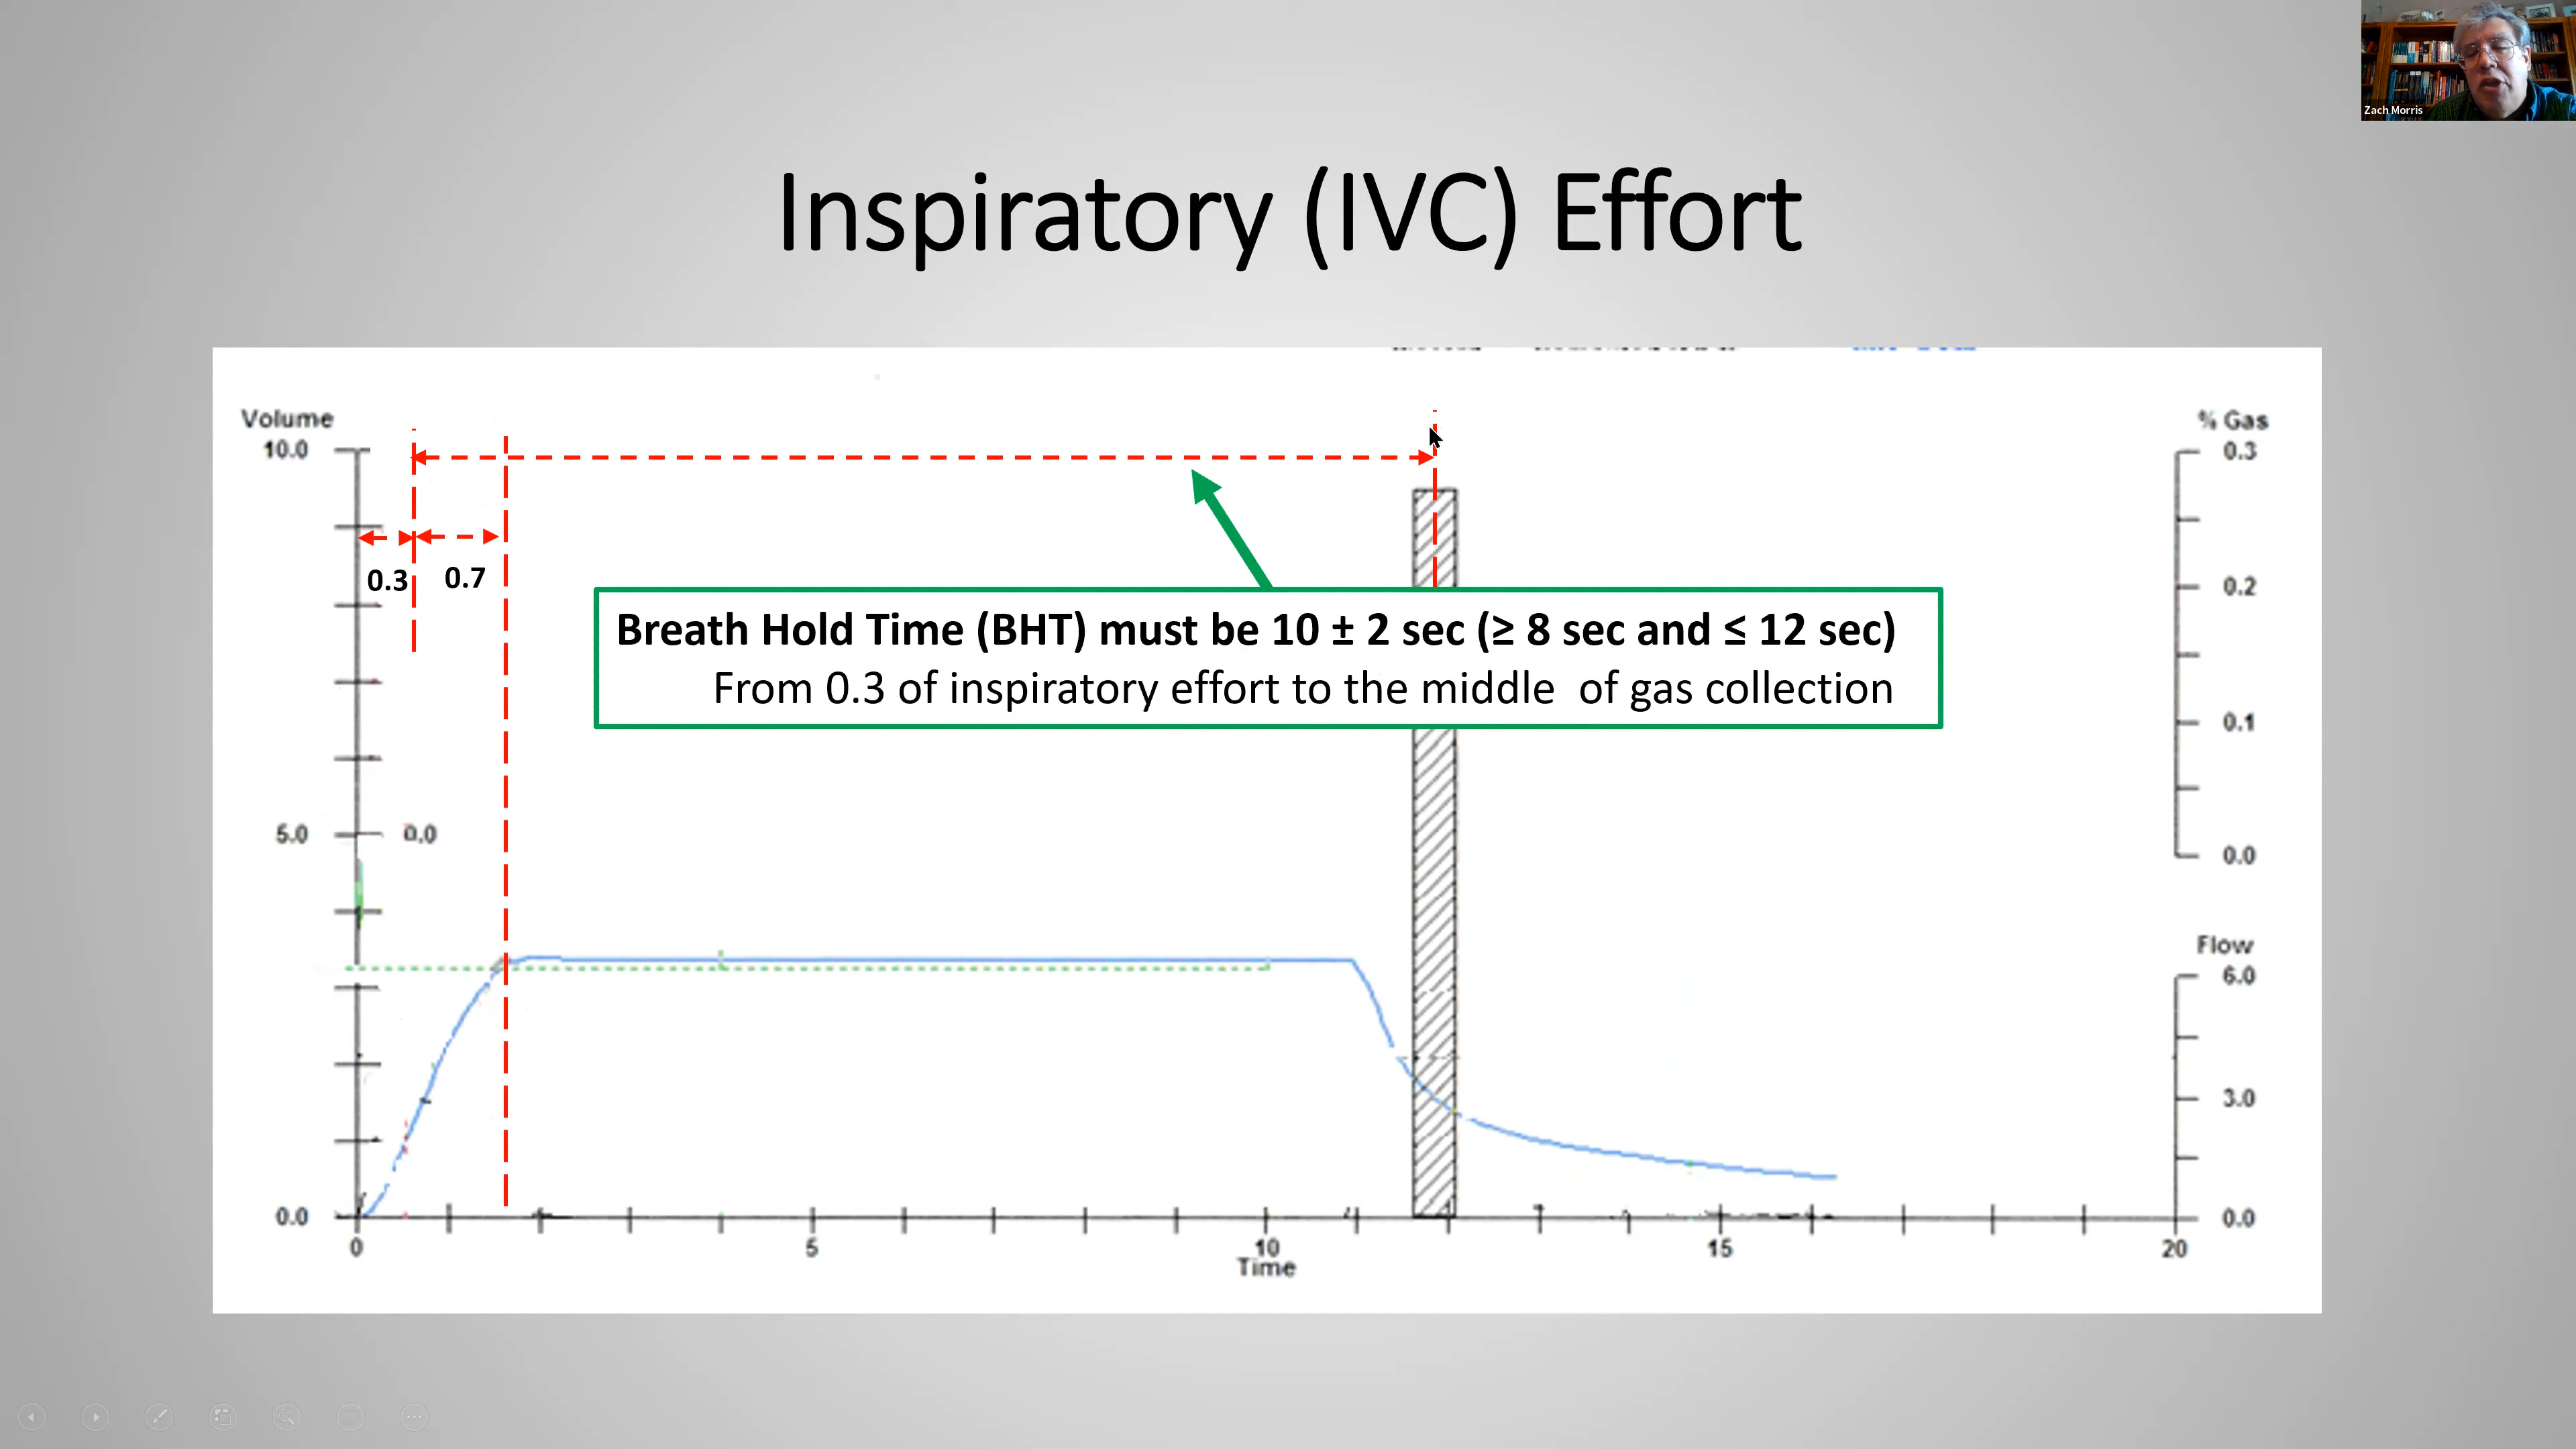 Zach Morris
Inspiratory (IVC) Effort
Volume
% Gas
10.0
0.3
0.3
0.7
0.2
Breath Hold Time (BHT) must be 10 ± 2 sec (≥ 8 sec and ≤ 12 sec)
From 0.3 of inspiratory effort to the middle of gas collection
0.1
5.0
0.0
0.0
Flow
6.0
3.0
0.0
0.0
0
5
10
15
20
Time